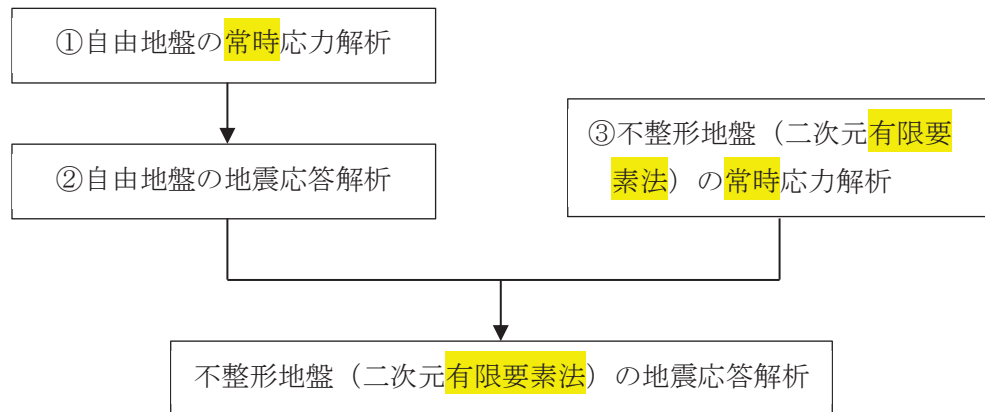 ①自由地盤の常時応力解析
②自由地盤の地震応答解析
③不整形地盤（二次元有限要
素法）の常時応力解析
不整形地盤（二次元有限要素法）の地震応答解析